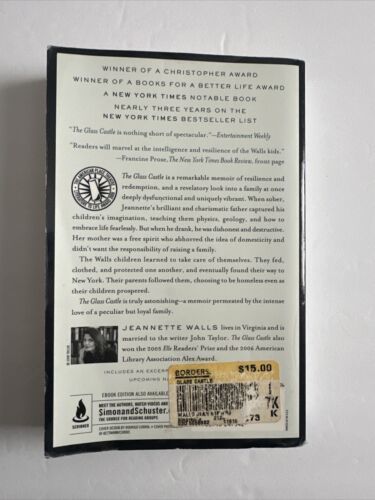 WINNER OF A CHRISTOPHER AWARD
WINNER OF A BOOKS FOR A BETTER LIFE AWARD
A NEW YORK TIMES NOTABLE BOOK
NEARLY THREE YEARS ON THE
NEW YORK TIMES BESTSELLER LIST
"The Glass Castle is nothing short of spectacular."—Entertainment Weekly
"Readers will marvel at the intelligence and resilience of the Walls kids."
—Francine Prose, The New York Times Book Review, front page
The Glass Castle is a remarkable memoir of resilience and
redemption, and a revelatory look into a family at once
deeply dysfunctional and uniquely vibrant. When sober,
Jeannette's brilliant and charismatic father captured his
children's imagination, teaching them physics, geology, and how to
embrace life fearlessly. But when he drank, he was dishonest and destructive.
Her mother was a free spirit who abhorred the idea of domesticity and
didn't want the responsibility of raising a family.
The Walls children learned to take care of themselves. They fed,
clothed, and protected one another, and eventually found their way to
New York. Their parents followed them, choosing to be homeless even as
their children prospered.
The Glass Castle is truly astonishing—a memoir permeated by the intense
love of a peculiar but loyal family.
JEANNETTE WALLS lives in Virginia and is
married to the writer John Taylor. The Glass Castle also
won the 2005 Elle Readers' Prize and the 2006 American
Library Association Alex Award.
INCLUDES AN EXCERP
UPCOMING
BORDERS
$15.00
GLASS CASTLE
EBOOK EDITION ALSO AVAILABLE
MEET THE AUTHORS, WATCH VIDEOS AND
SimonandSchuster.
THE SOURCE FOR READING GROUPS
SCRIBNER